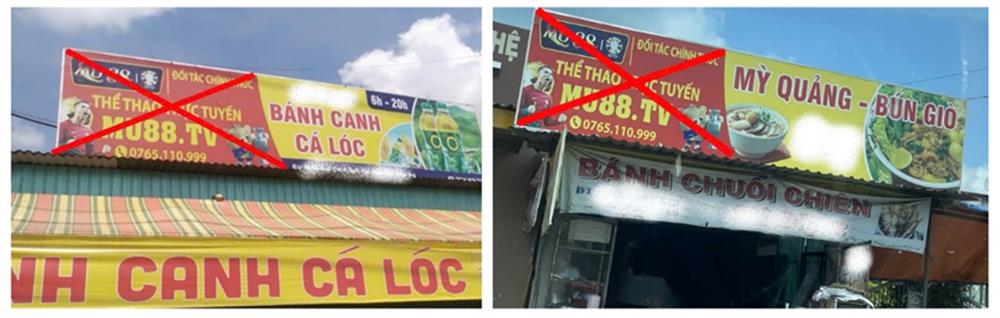 MU88
ĐỐI TÁC CHÍNH THỨC
THỂ THAO TRỰC TUYẾN
MU88.TV
0765.110.999
6h - 20h
BÁNH CANH
CÁ LÓC
NH CANH CÁ LÓC
HỆ
MU88
ĐỐI TÁC CHÍNH THỨC
THỂ THAO TRỰC TUYẾN
MU88.TV
0765.110.999
MỲ QUẢNG - BÚN GIÒ
BÁNH CHUỐI CHIÊN
ĐT